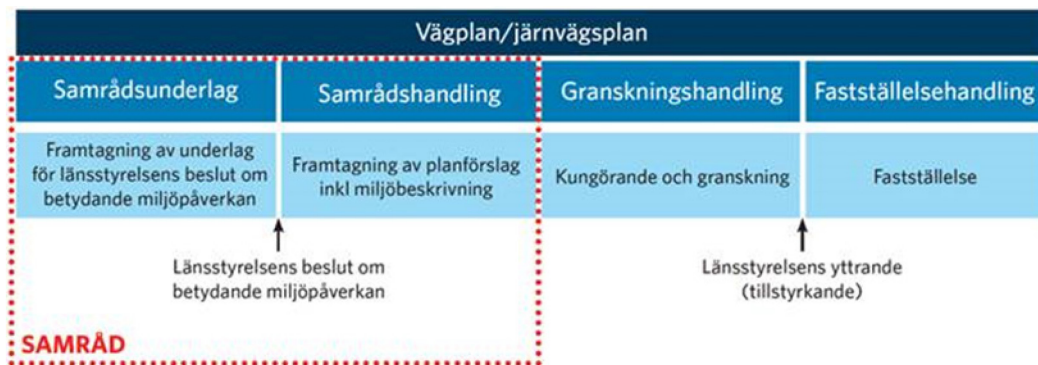 Vägplan/järnvägsplan
Samrådsunderlag
Samrådshandling
Granskningshandling
Fastställelsehandling
Framtagning av underlag
för länsstyrelsens beslut om
betydande miljöpåverkan
Framtagning av planförslag
inkl miljöbeskrivning
Kungörande och granskning
Fastställelse
Länsstyrelsens beslut om
betydande miljöpåverkan
Länsstyrelsens yttrande
(tillstyrkande)
SAMRÅD